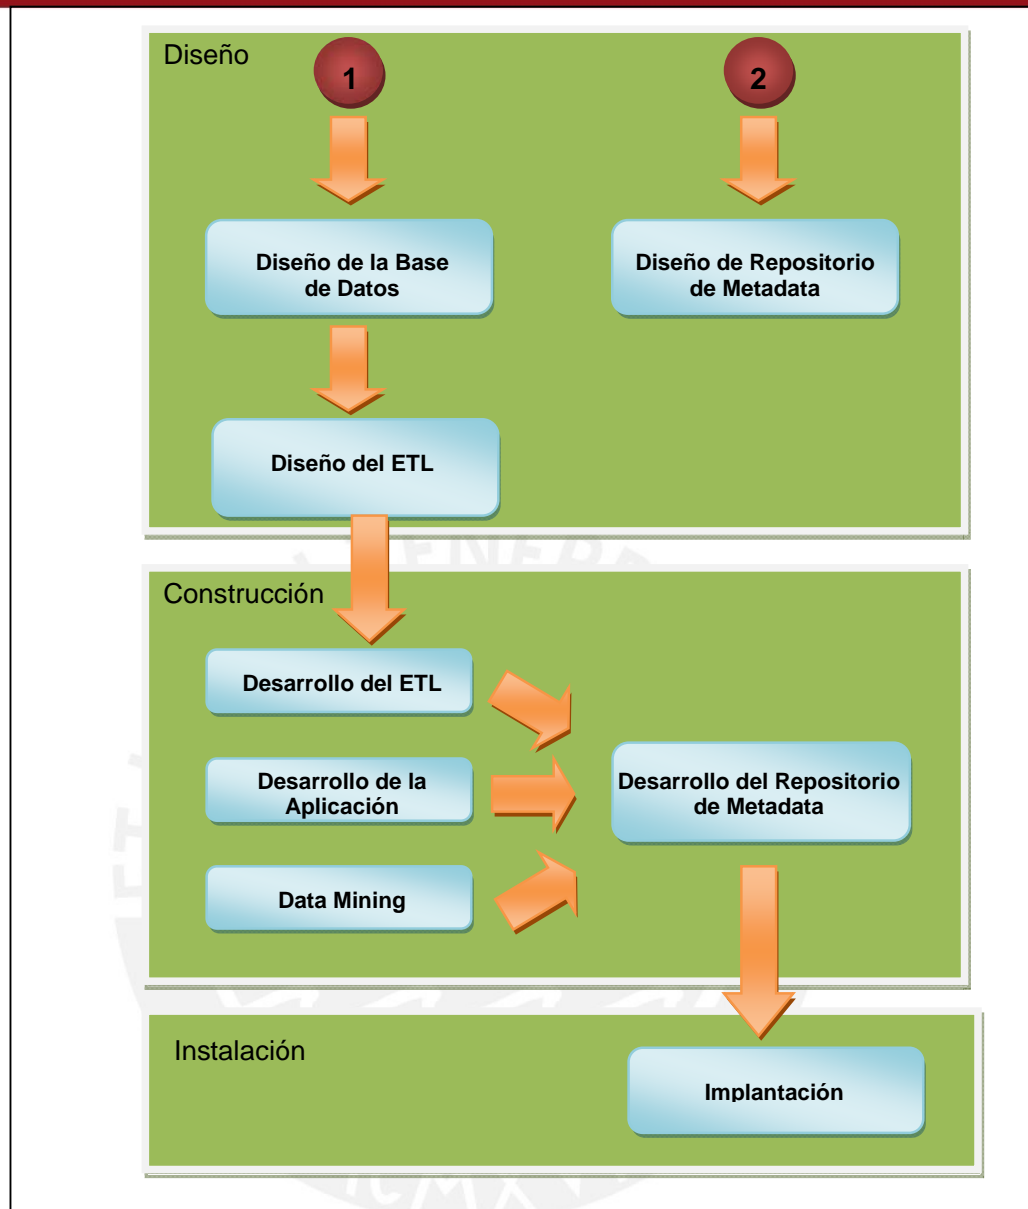 Diseño
1
2
Diseño de la Base
de Datos
Diseño de Repositorio
de Metadata
Diseño del ETL
Construcción
Desarrollo del ETL
Desarrollo de la
Aplicación
Data Mining
Desarrollo del Repositorio
de Metadata
Instalación
Implantación